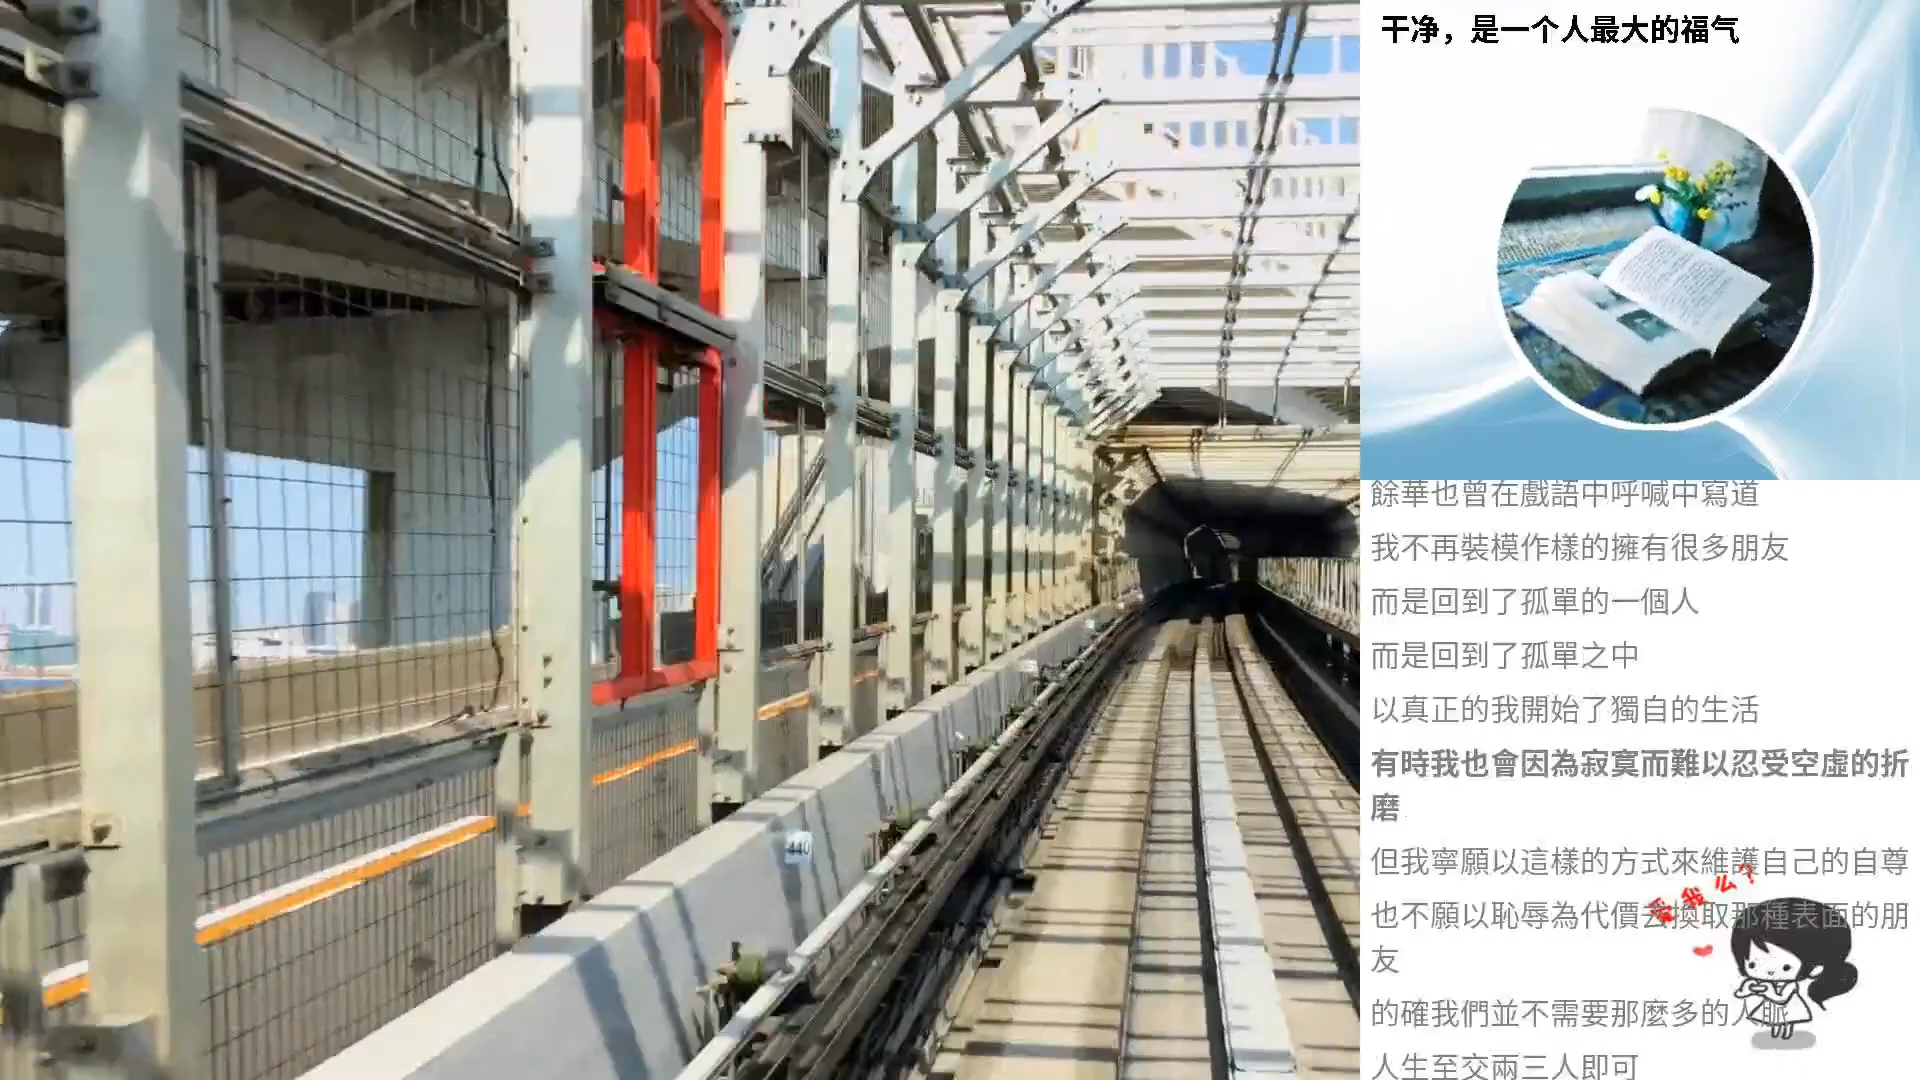 干净，是一个人最大的福气
餘華也曾在戲語中呼喊中寫道
我不再裝模作樣的擁有很多朋友
而是回到了孤單的一個人
而是回到了孤單之中
以真正的我開始了獨自的生活
有時我也會因為寂寞而難以忍受空虛的折
磨
但我寧願以這樣的方式來維護自己的自尊
也不願以恥辱為代價去換取那種表面的朋
友
的確我們並不需要那麼多的人脈
人生至交兩三人即可
440
爱我么？